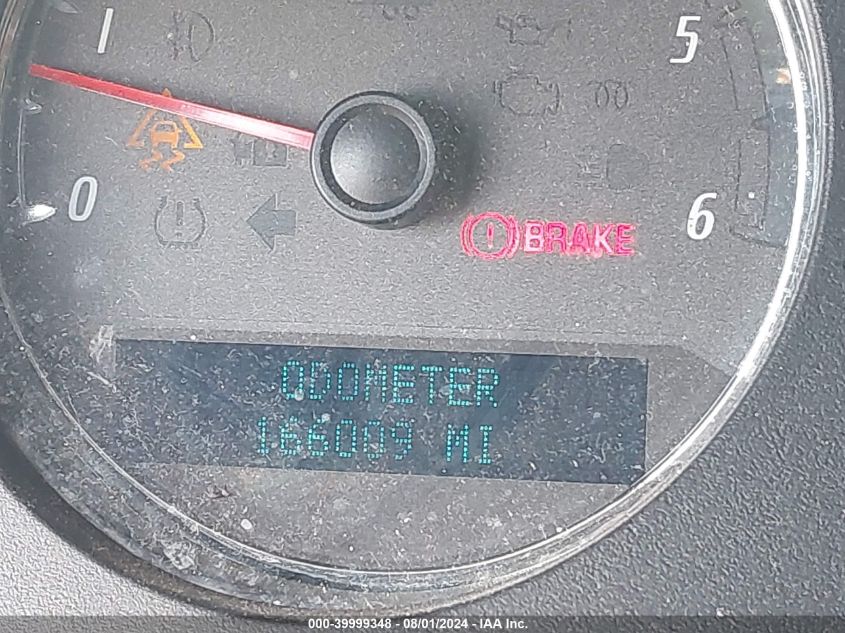 1
5
0
6
BRAKE
ODOMETER
166009 MI
000-39999348 - 08/01/2024 - IAA Inc.